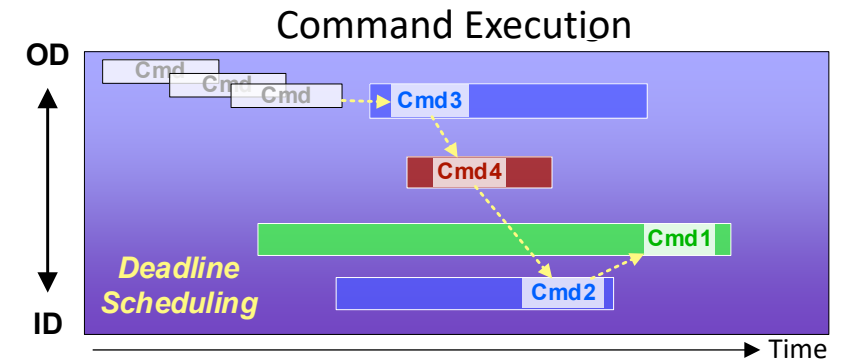 Command Execution
OD
Cmd
Cmd
Cmd
Cmd3
Cmd4
Cmd1
Deadline
Scheduling
Cmd2
ID
Time